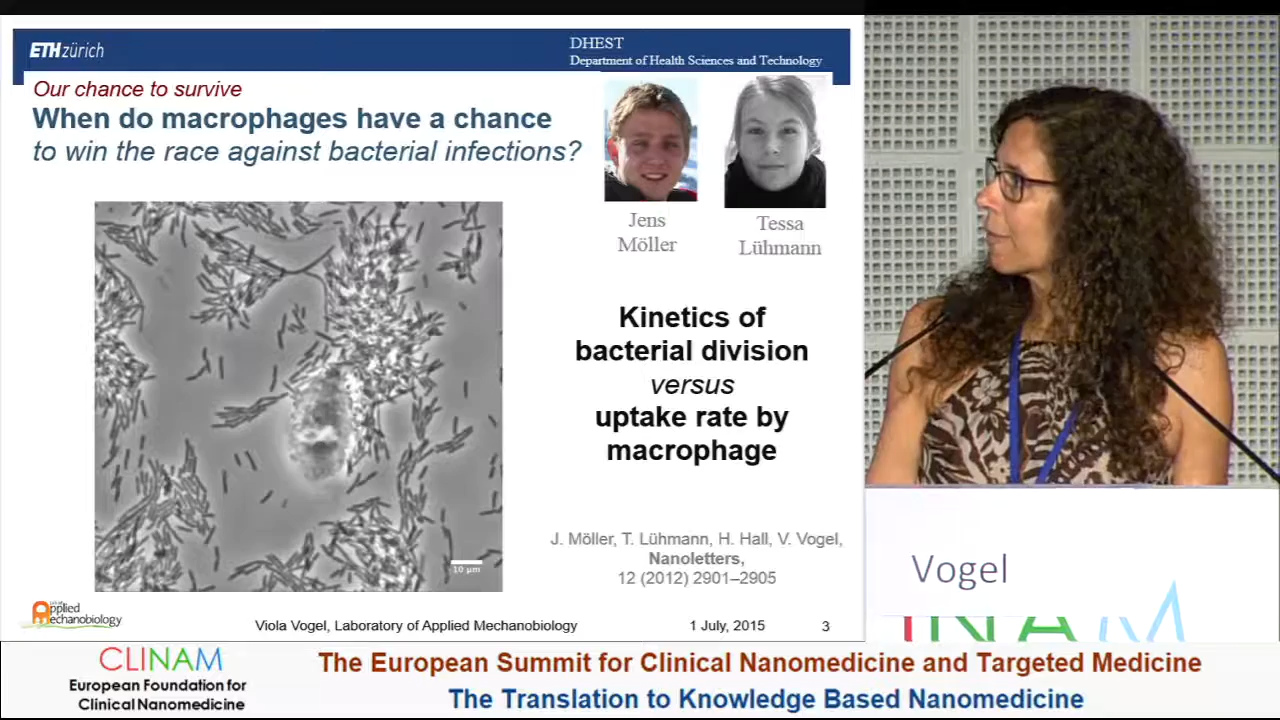 ETH zürich
DHEST
Department of Health Sciences and Technology
Our chance to survive
When do macrophages have a chance
to win the race against bacterial infections?
Jens
Möller
Tessa
Lühmann
Kinetics of
bacterial division
versus
uptake rate by
macrophage
10 µm
J. Möller, T. Lühmann, H. Hall, V. Vogel,
Nanoletters,
12 (2012) 2901–2905
Applied
Mechanobiology
Viola Vogel, Laboratory of Applied Mechanobiology
1 July, 2015
3
Vogel
CLINAM
European Foundation for
Clinical Nanomedicine
The European Summit for Clinical Nanomedicine and Targeted Medicine
The Translation to Knowledge Based Nanomedicine